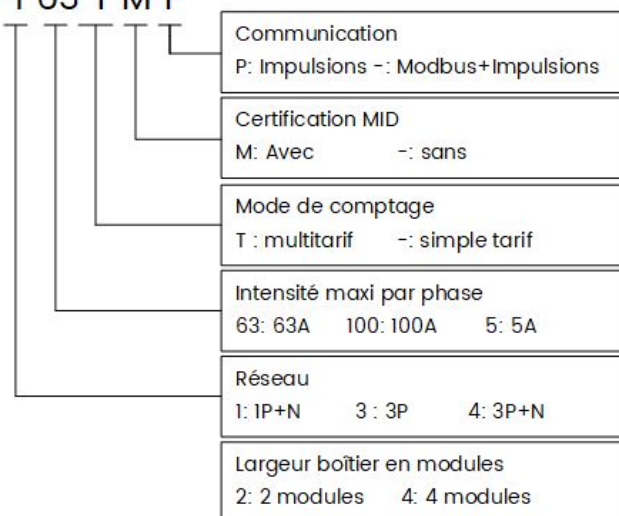 Communication
P: Impulsions -: Modbus+Impulsions
Certification MID
M: Avec -: sans
Mode de comptage
T : multitarif -: simple tarif
Intensité maxi par phase
63: 63A 100: 100A 5: 5A
Réseau
1: 1P+N 3 : 3P 4: 3P+N
Largeur boîtier en modules
2: 2 modules 4: 4 modules